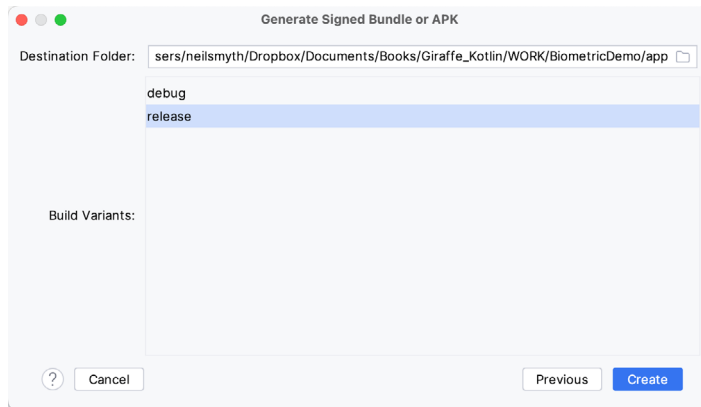 Generate Signed Bundle or APK
Destination Folder: sers/neilsmyth/Dropbox/Documents/Books/Giraffe_Kotlin/WORK/BiometricDemo/app
debug
release
Build Variants:
? Cancel Previous Create